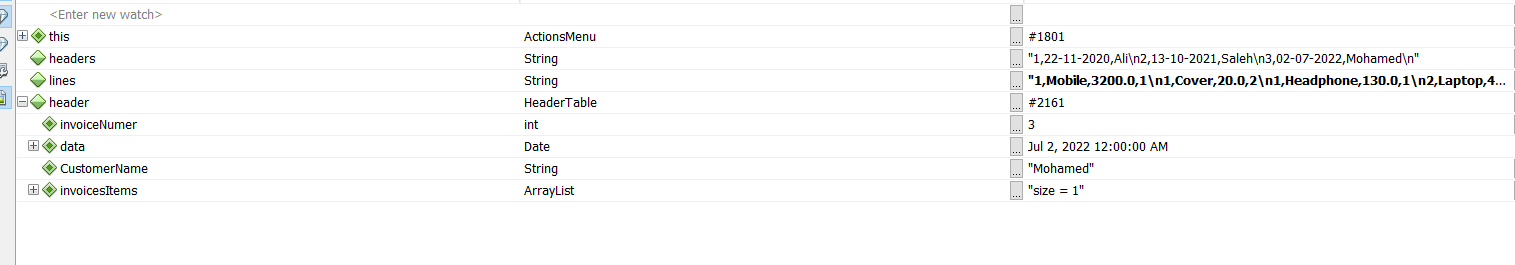 <Enter new watch> ...
this ActionsMenu ... #1801
headers String ... "1,22-11-2020,Ali\n2,13-10-2021,Saleh\n3,02-07-2022,Mohamed\n"
lines String ... "1,Mobile,3200.0,1\n1,Cover,20.0,2\n1,Headphone,130.0,1\n2,Laptop,4...
header HeaderTable ... #2161
invoiceNumer int ... 3
data Date ... Jul 2, 2022 12:00:00 AM
CustomerName String ... "Mohamed"
invoicesItems ArrayList ... "size = 1"